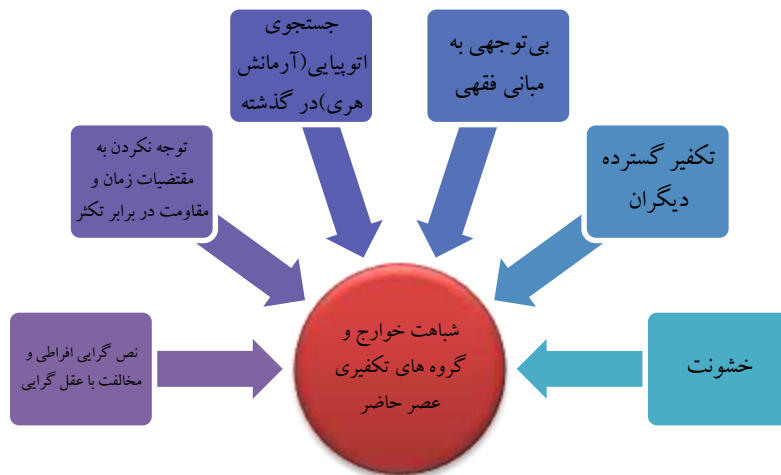 خشونت
تکفیر گسترده
دیگران
بی‌توجهی به
مبانی فقهی
جستجوی
اتوپیایی(آرمانش
هری)در گذشته
توجه نکردن به
مقتضیات زمان و
مقاومت در برابر تکثر
نص گرایی افراطی و
مخالفت با عقل گرایی
شباهت خوارج و
گروه های تکفیری
عصر حاضر